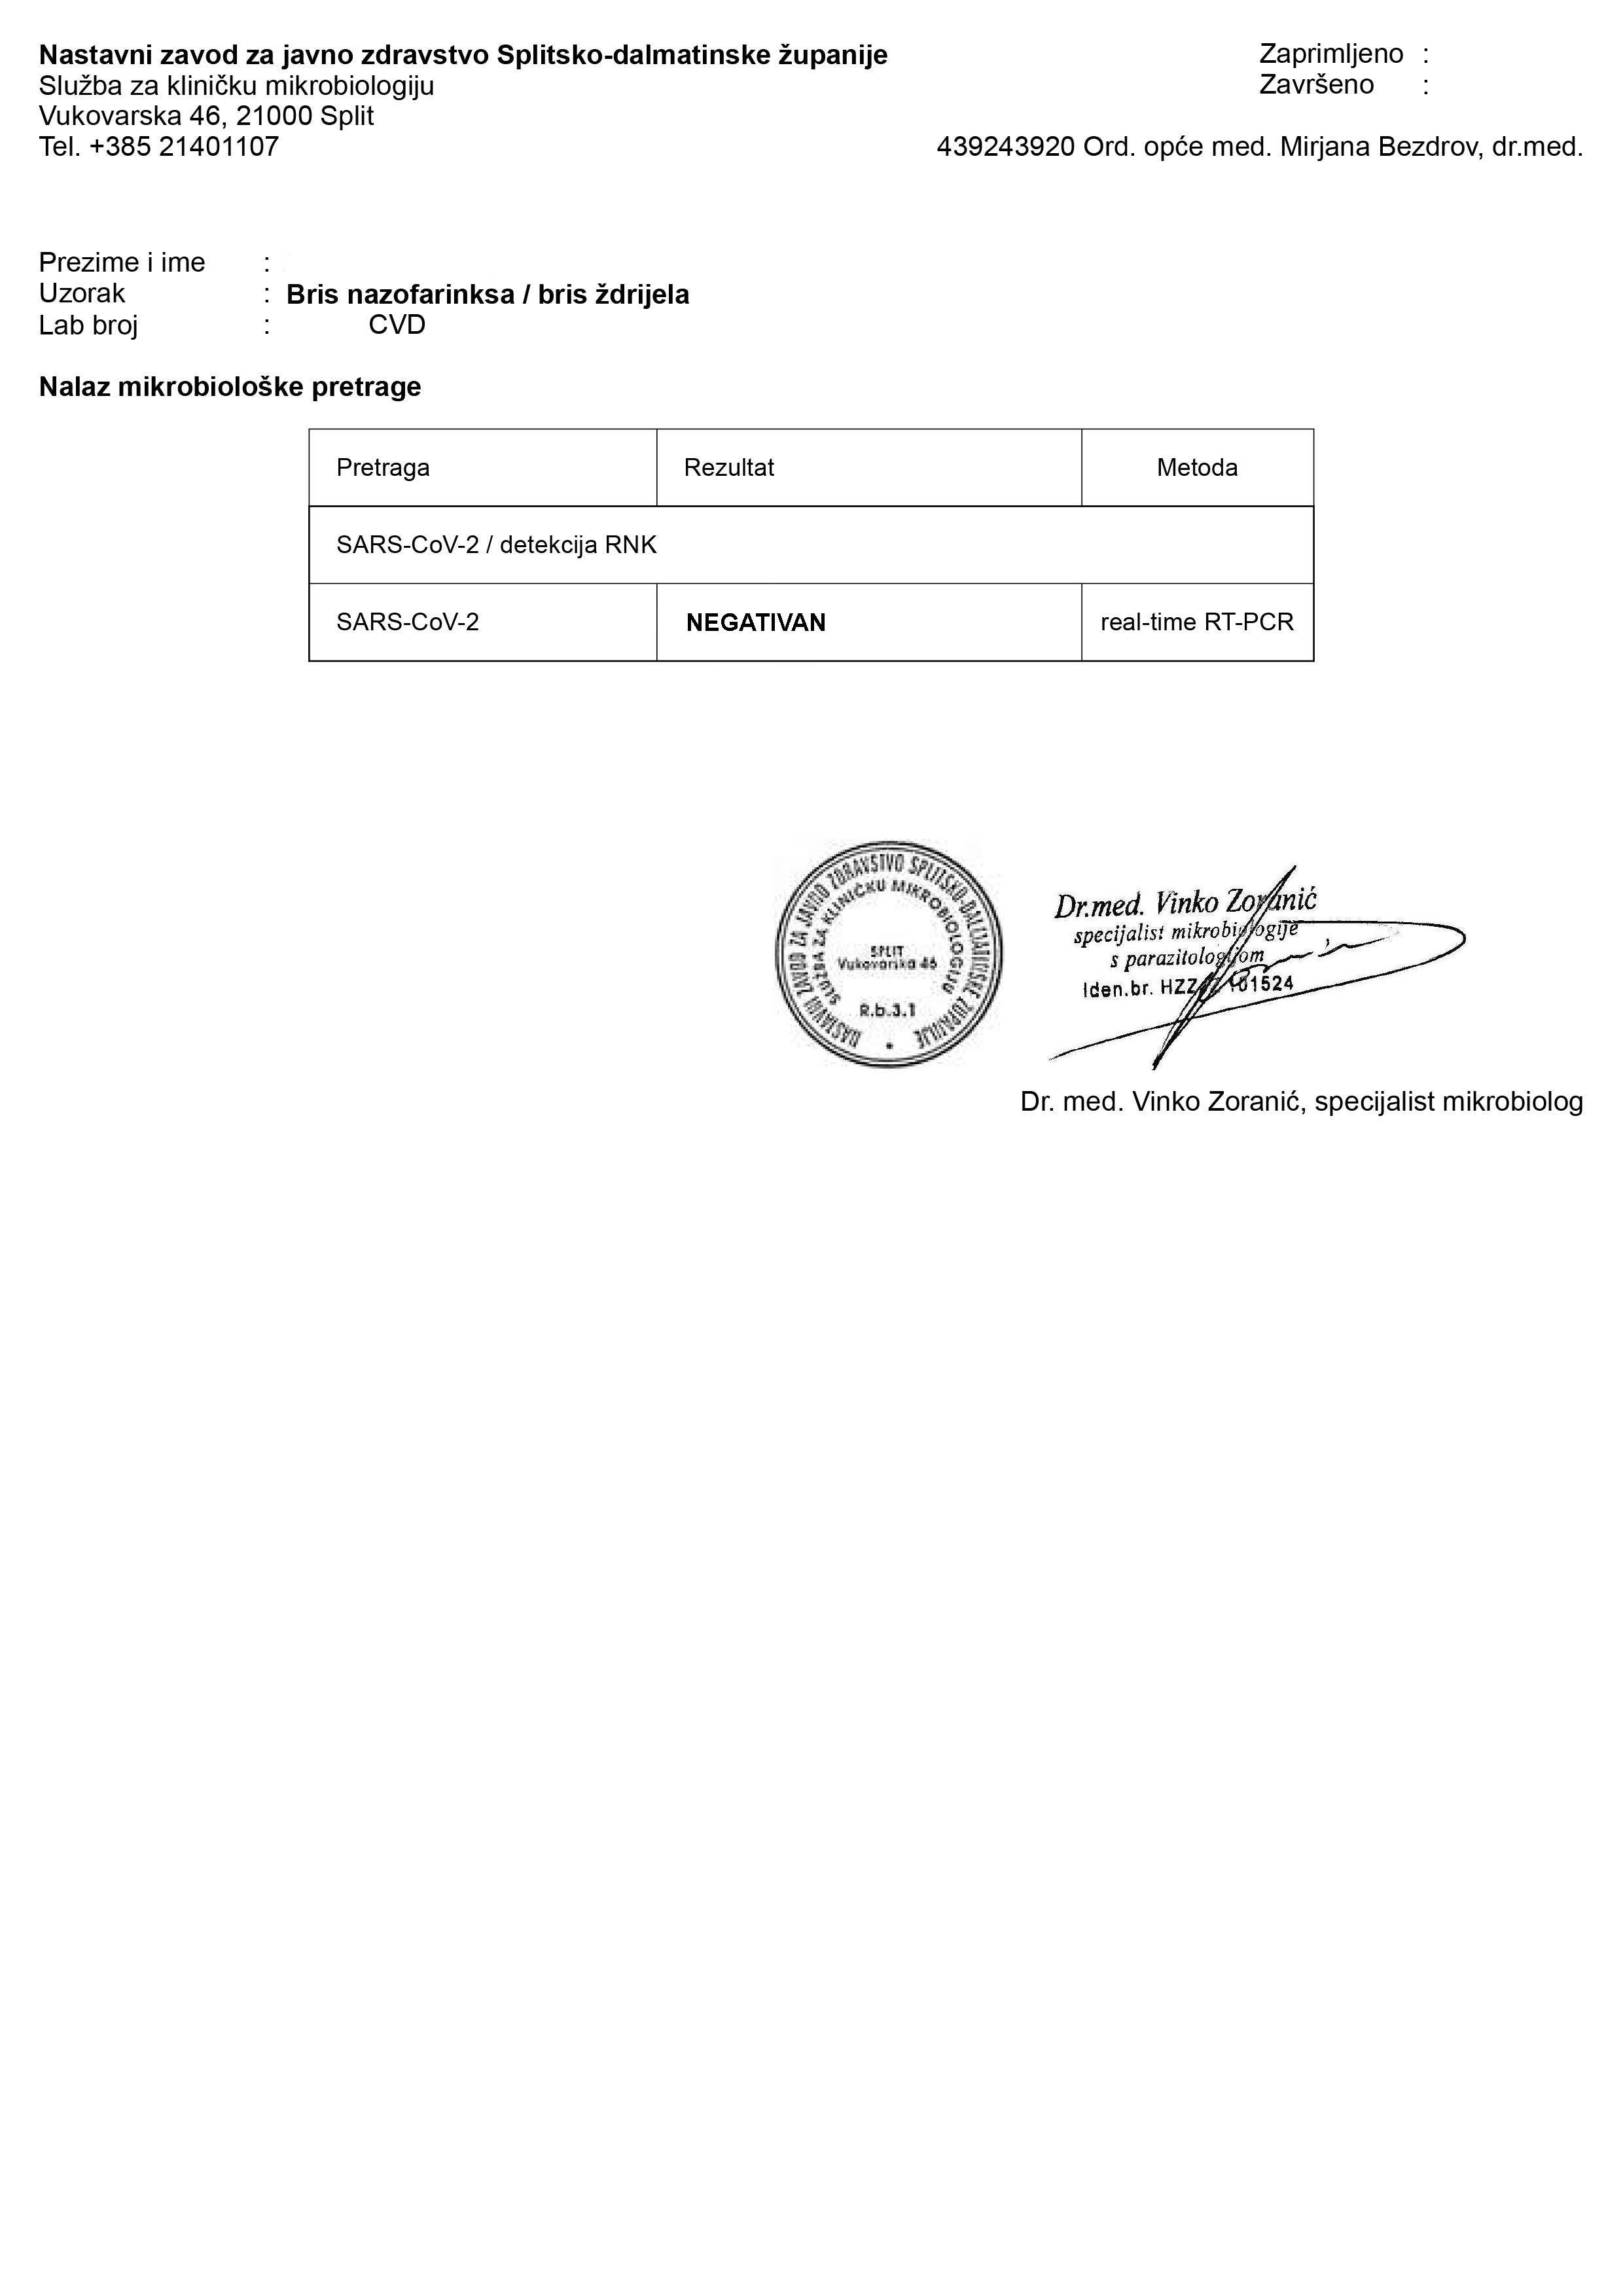 Nastavni zavod za javno zdravstvo Splitsko-dalmatinske županije
Služba za kliničku mikrobiologiju
Vukovarska 46, 21000 Split
Tel. +385 21401107
Zaprimljeno :
Završeno :
439243920 Ord. opće med. Mirjana Bezdrov, dr.med.
Prezime i ime :
Uzorak : Bris nazofarinksa / bris ždrijela
Lab broj : CVD
Nalaz mikrobiološke pretrage
Pretraga Rezultat Metoda
SARS-CoV-2 / detekcija RNK
SARS-CoV-2 NEGATIVAN real-time RT-PCR
NASTAVNI ZAVOD ZA JAVNO ZDRAVSTVO SPLITSKO-DALMATINSKE ŽUPANIJE
SLUŽBA ZA KLINIČKU MIKROBIOLOGIJU
SPLIT
Vukovarska 46
R.b.3.1
Dr.med. Vinko Zoranić
specijalist mikrobiologije
s parazitologijom
Iden.br. 101524
Dr. med. Vinko Zoranić, specijalist mikrobiolog